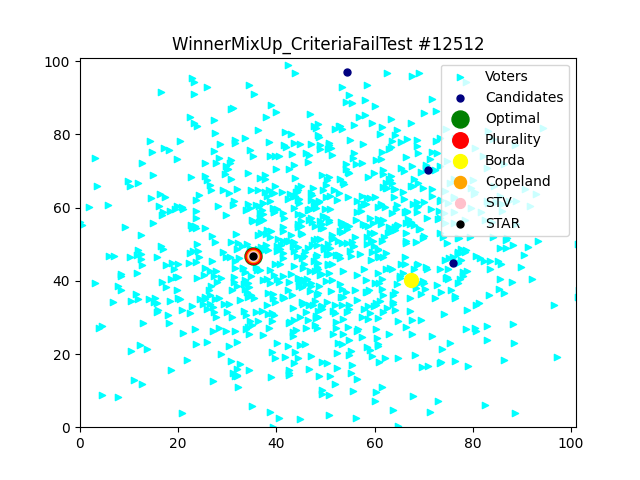 WinnerMixUp_CriteriaFailTest #12512
100
80
60
40
20
0
0
20
40
60
80
100
Voters
Candidates
Optimal
Plurality
Borda
Copeland
STV
STAR